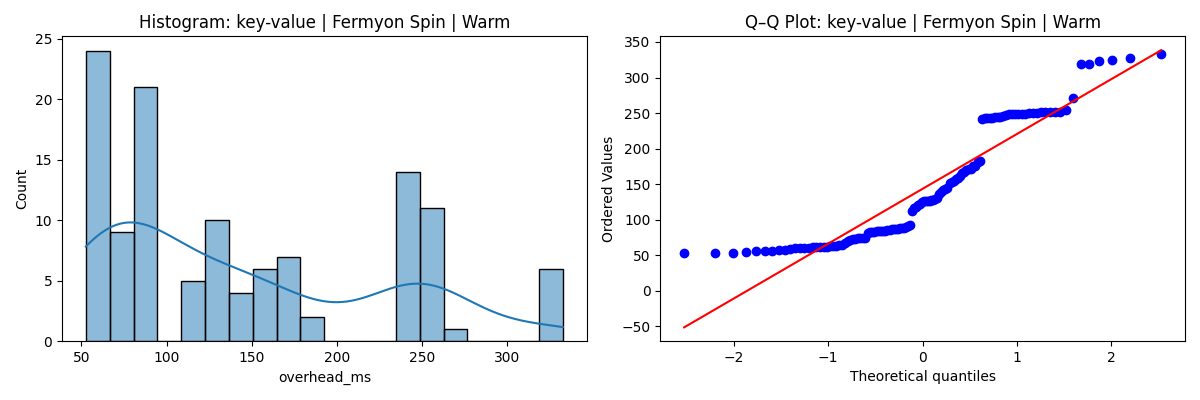 Histogram: key-value | Fermyon Spin | Warm
25
20
15
10
5
0
Count
50 100 150 200 250 300
overhead_ms
Q–Q Plot: key-value | Fermyon Spin | Warm
350
300
250
200
150
100
50
0
−50
Ordered Values
−2 −1 0 1 2
Theoretical quantiles